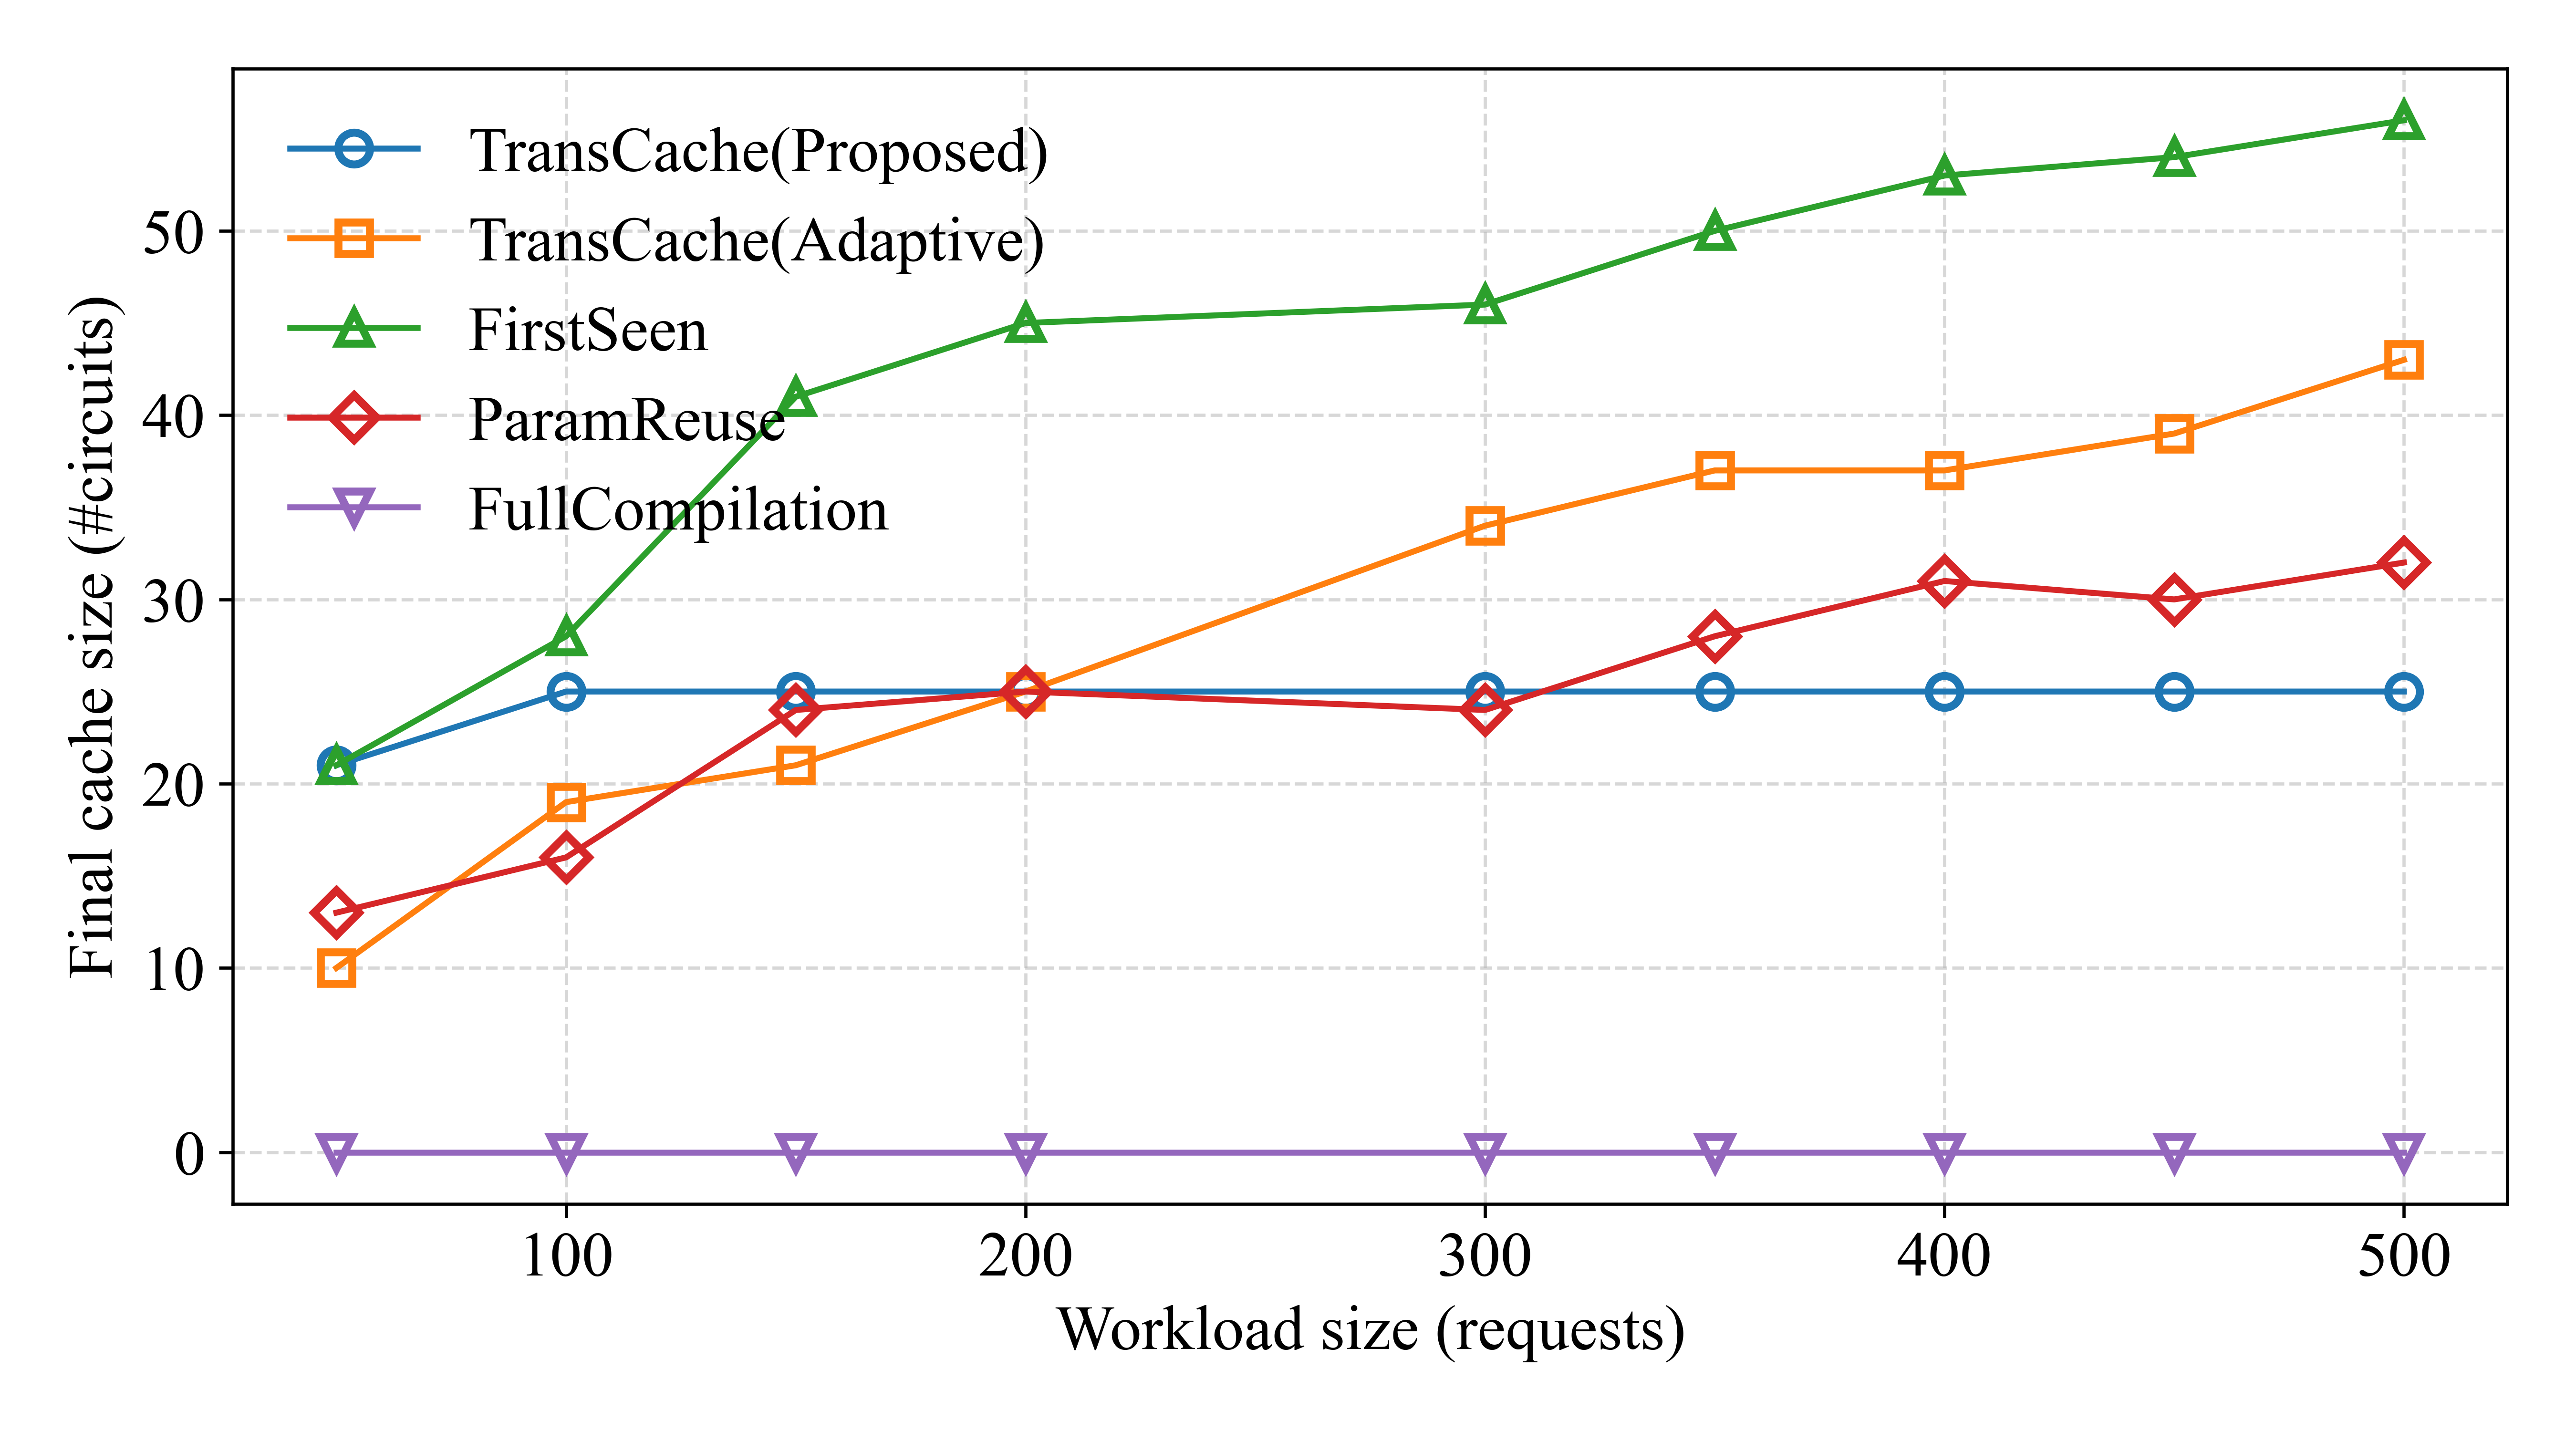 TransCache(Proposed)
TransCache(Adaptive)
FirstSeen
ParamReuse
FullCompilation
Final cache size (#circuits)
50
40
30
20
10
0
100 200 300 400 500
Workload size (requests)